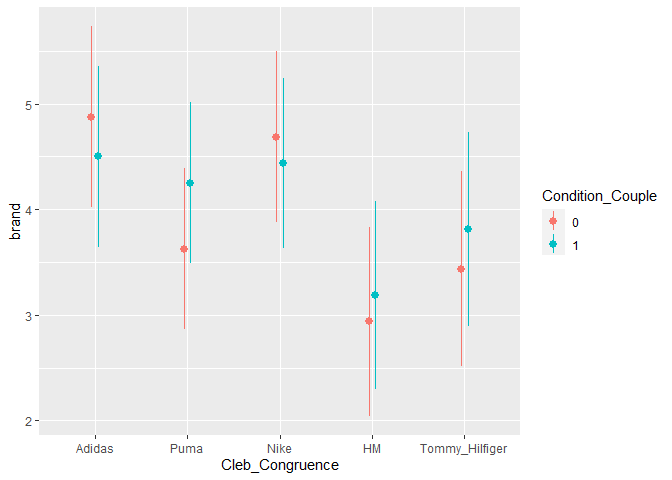 brand
5
4
3
2
Adidas Puma Nike HM Tommy_Hilfiger
Cleb_Congruence
Condition_Couple
0
1